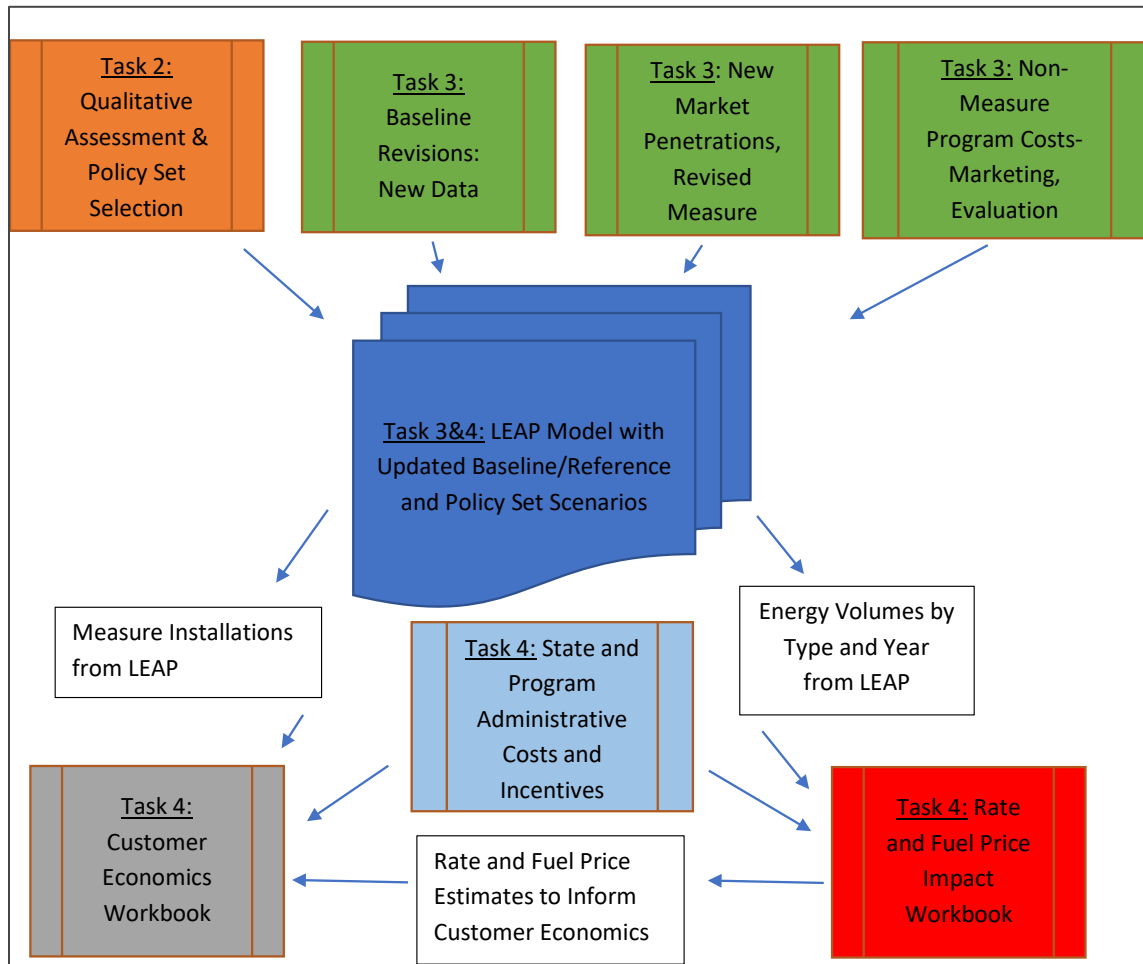 Task 2:
Qualitative
Assessment &
Policy Set
Selection
Task 3:
Baseline
Revisions:
New Data
Task 3: New
Market
Penetrations,
Revised
Measure
Task 3: Non-
Measure
Program Costs-
Marketing,
Evaluation
Task 3&4: LEAP Model with
Updated Baseline/Reference
and Policy Set Scenarios
Measure Installations
from LEAP
Task 4: State and
Program
Administrative
Costs and
Incentives
Energy Volumes by
Type and Year
from LEAP
Task 4:
Customer
Economics
Workbook
Rate and Fuel Price
Estimates to Inform
Customer Economics
Task 4: Rate
and Fuel Price
Impact
Workbook